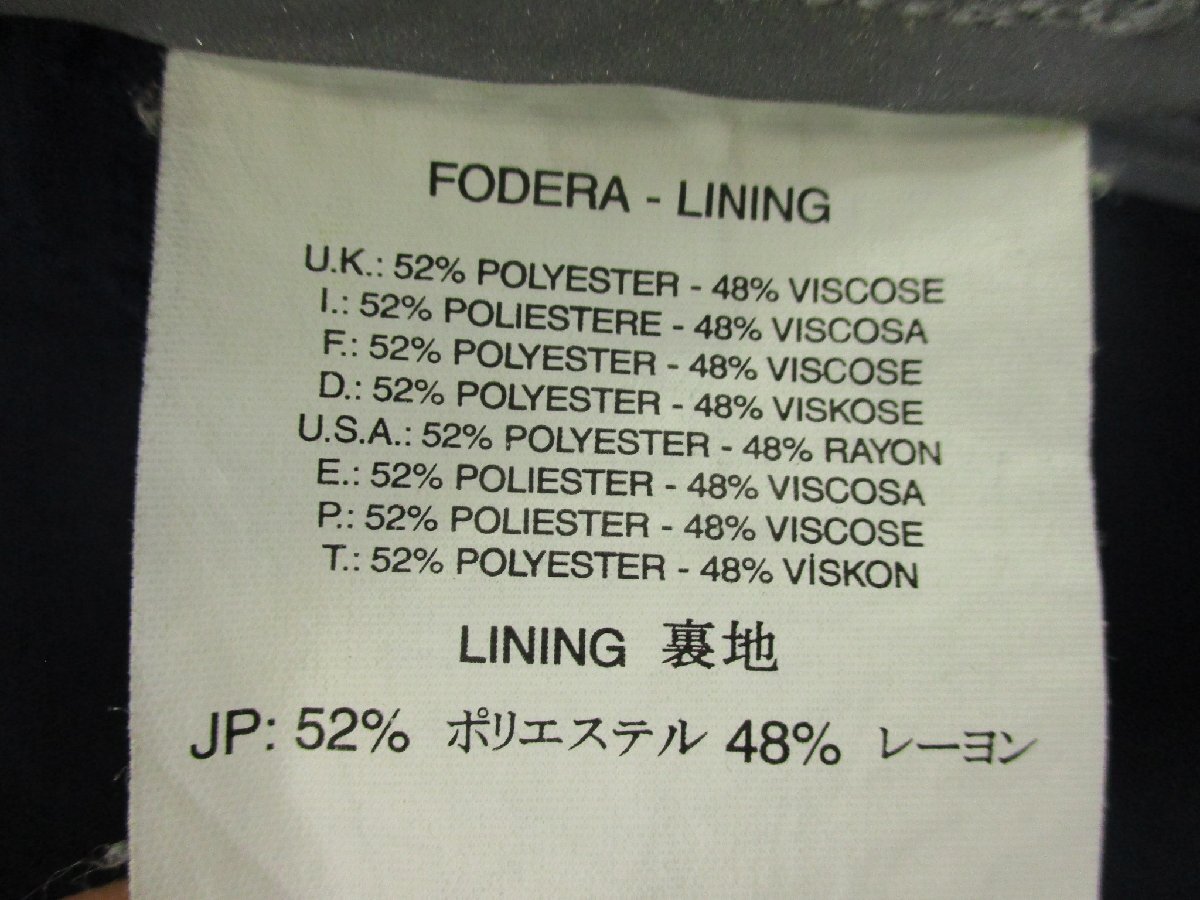 FODERA - LINING
U.K.: 52% POLYESTER - 48% VISCOSE
I.: 52% POLIESTERE - 48% VISCOSA
F.: 52% POLYESTER - 48% VISCOSE
D.: 52% POLYESTER - 48% VISKOSE
U.S.A.: 52% POLYESTER - 48% RAYON
E.: 52% POLIESTER - 48% VISCOSA
P.: 52% POLIESTER - 48% VISCOSE
T.: 52% POLYESTER - 48% VİSKON
LINING 裏地
JP: 52% ポリエステル 48% レーヨン